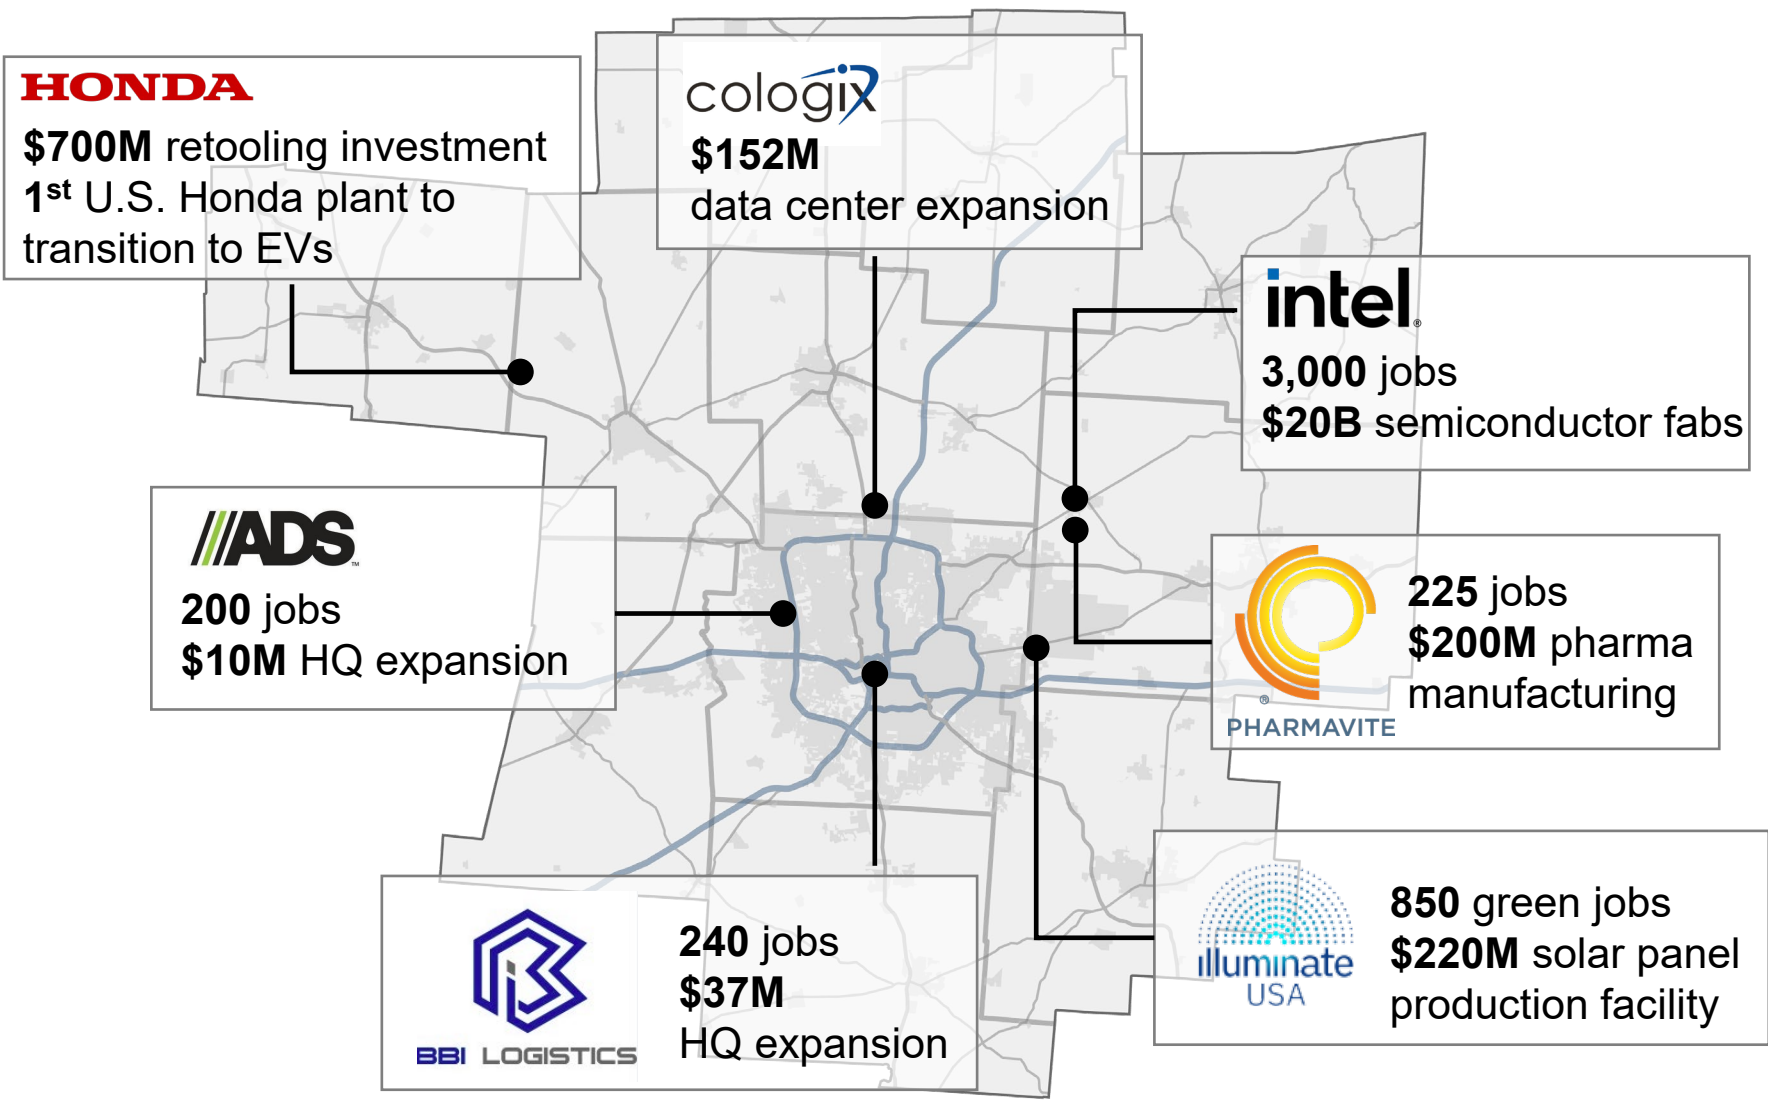 HONDA
$700M retooling investment
1st U.S. Honda plant to
transition to EVs
cologix
$152M
data center expansion
intel®
3,000 jobs
$20B semiconductor fabs
ADS™
200 jobs
$10M HQ expansion
®
PHARMAVITE
225 jobs
$200M pharma
manufacturing
BBI LOGISTICS
240 jobs
$37M
HQ expansion
illuminate
USA
850 green jobs
$220M solar panel
production facility